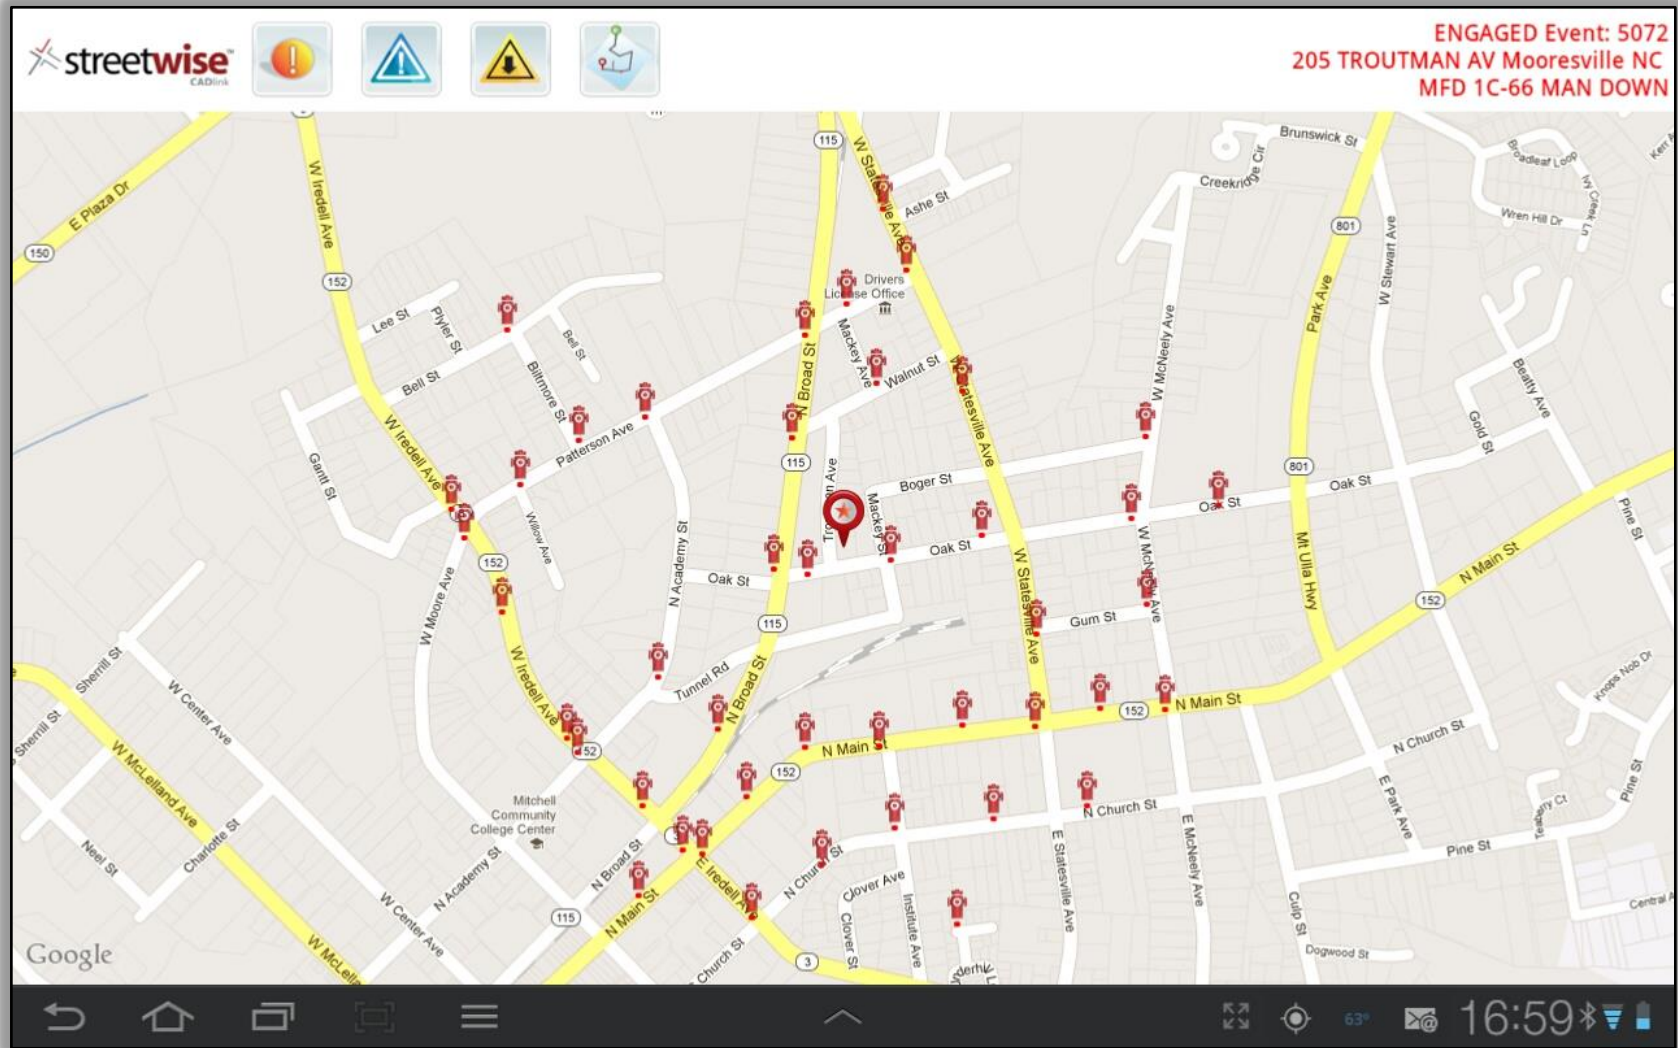 streetwise™
CADlink
ENGAGED Event: 5072
205 TROUTMAN AV Mooresville NC
MFD 1C-66 MAN DOWN
115
W Statesville Ave
Brunswick St
Broadleaf Loop
Ivy Creek Ln
Wren Hill Dr
Creekridge Cir
Ashe St
E Plaza Dr
W Iredell Ave
150
152
801
W Stewart Ave
Park Ave
Drivers
License Office
Lee St
Plyler St
Bell St
Bell St
Biltmore St
Mackey Ave
Walnut St
N Broad St
W McNeely Ave
Beatty Ave
Gold St
W Iredell Ave
Patterson Ave
Gantt St
Willow Ave
115
W Statesville Ave
Boger St
Mackey St
801
Oak St
Oak St
Pine St
N Academy St
Oak St
Oak St
W McNeely Ave
Mt Ulla Hwy
N Main St
152
152
W Moore Ave
115
W Statesville Ave
Gum St
Sherrill St
Sherrill St
W Center Ave
W Iredell Ave
Tunnel Rd
N Broad St
N Main St
152
N Main St
Knops Nob Dr
N Church St
W McLelland Ave
152
N Main St
152
Mitchell
Community
College Center
N Church St
E Park Ave
Pine St
Pine St
Neel St
Charlotte St
N Academy St
N Broad St
N Main St
E Iredell Ave
N Church St
Clover Ave
Clover St
Institute Ave
E Statesville Ave
E McNeely Ave
Culp St
Central A
W Center Ave
115
3
Church St
Dogwood St
W McLella
Google
63°
16:59